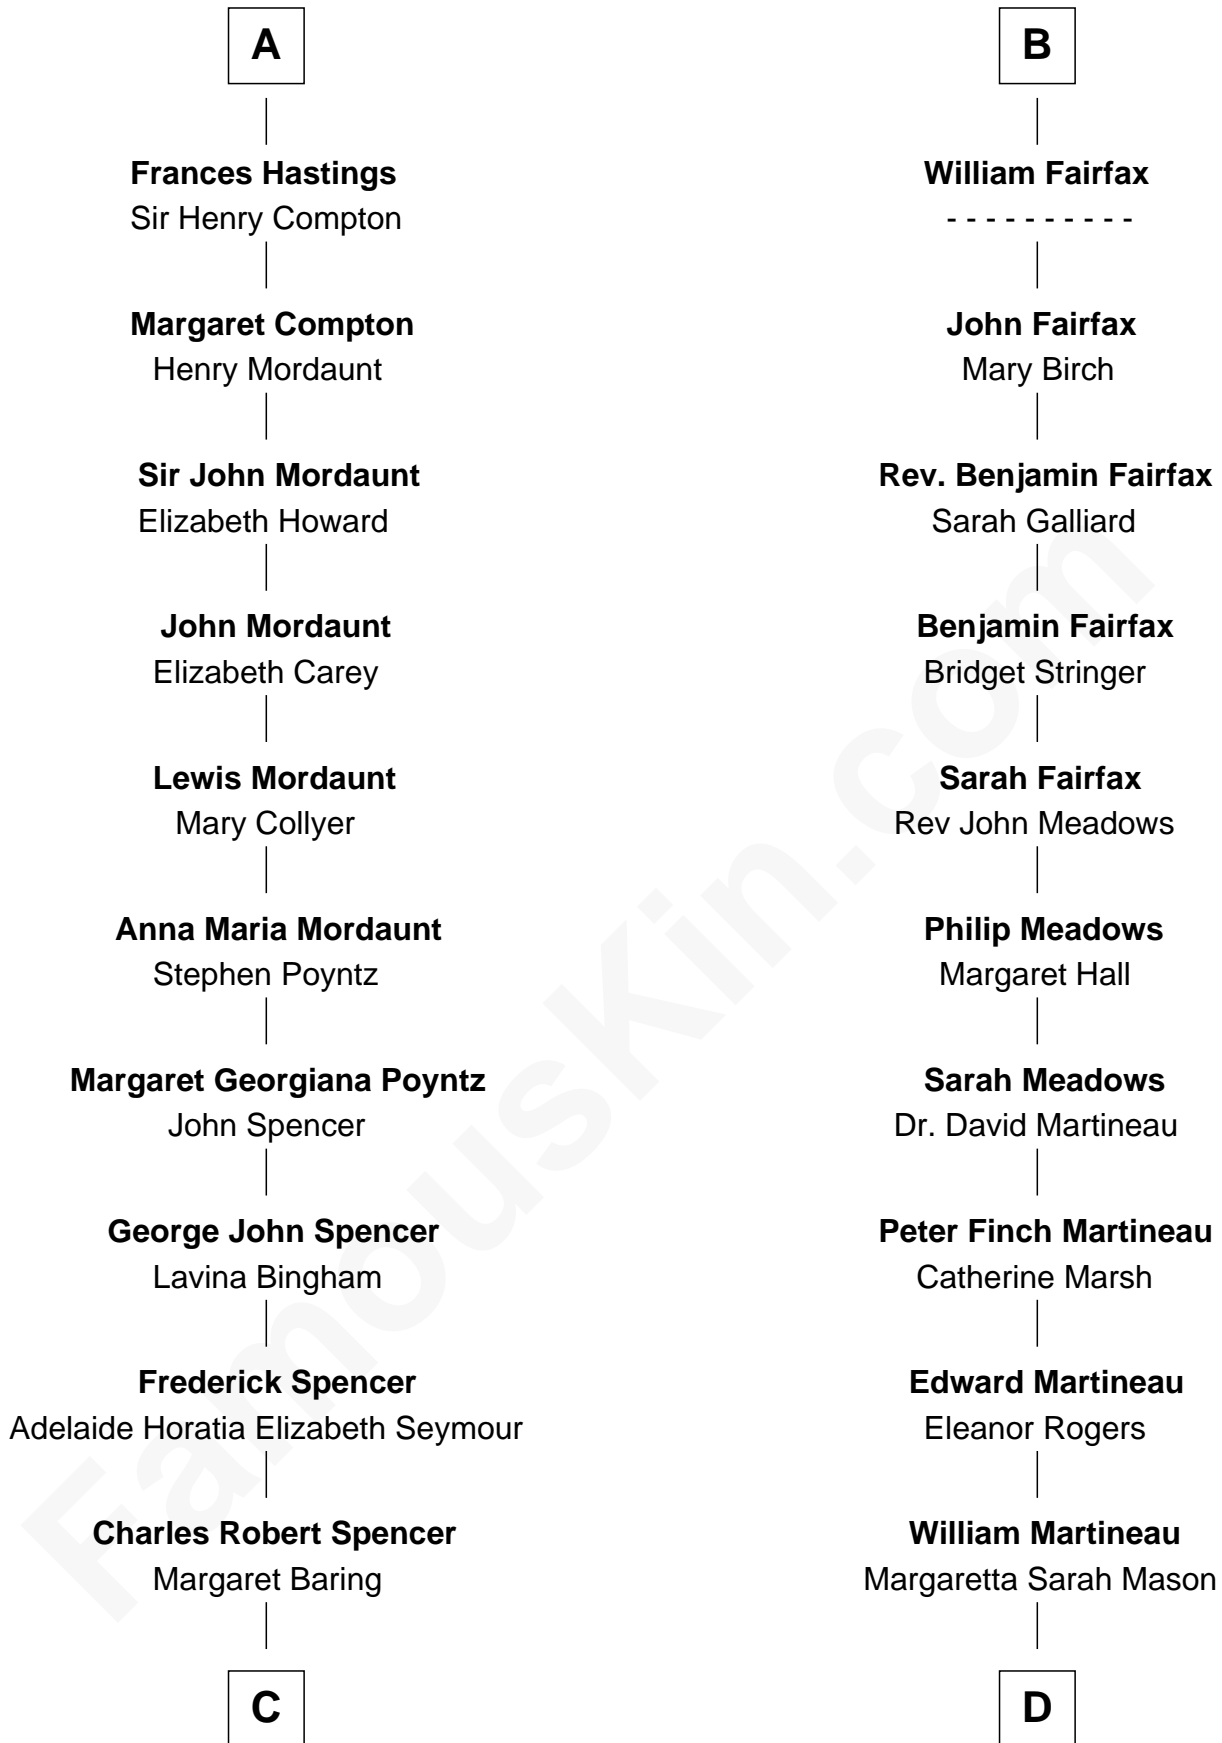 A
Frances Hastings
Sir Henry Compton
Margaret Compton
Henry Mordaunt
Sir John Mordaunt
Elizabeth Howard
John Mordaunt
Elizabeth Carey
Lewis Mordaunt
Mary Collyer
Anna Maria Mordaunt
Stephen Poyntz
Margaret Georgiana Poyntz
John Spencer
George John Spencer
Lavina Bingham
Frederick Spencer
Adelaide Horatia Elizabeth Seymour
Charles Robert Spencer
Margaret Baring
C
B
William Fairfax
- - - - - - - - - -
John Fairfax
Mary Birch
Rev. Benjamin Fairfax
Sarah Galliard
Benjamin Fairfax
Bridget Stringer
Sarah Fairfax
Rev John Meadows
Philip Meadows
Margaret Hall
Sarah Meadows
Dr. David Martineau
Peter Finch Martineau
Catherine Marsh
Edward Martineau
Eleanor Rogers
William Martineau
Margaretta Sarah Mason
D
FamousKin.com